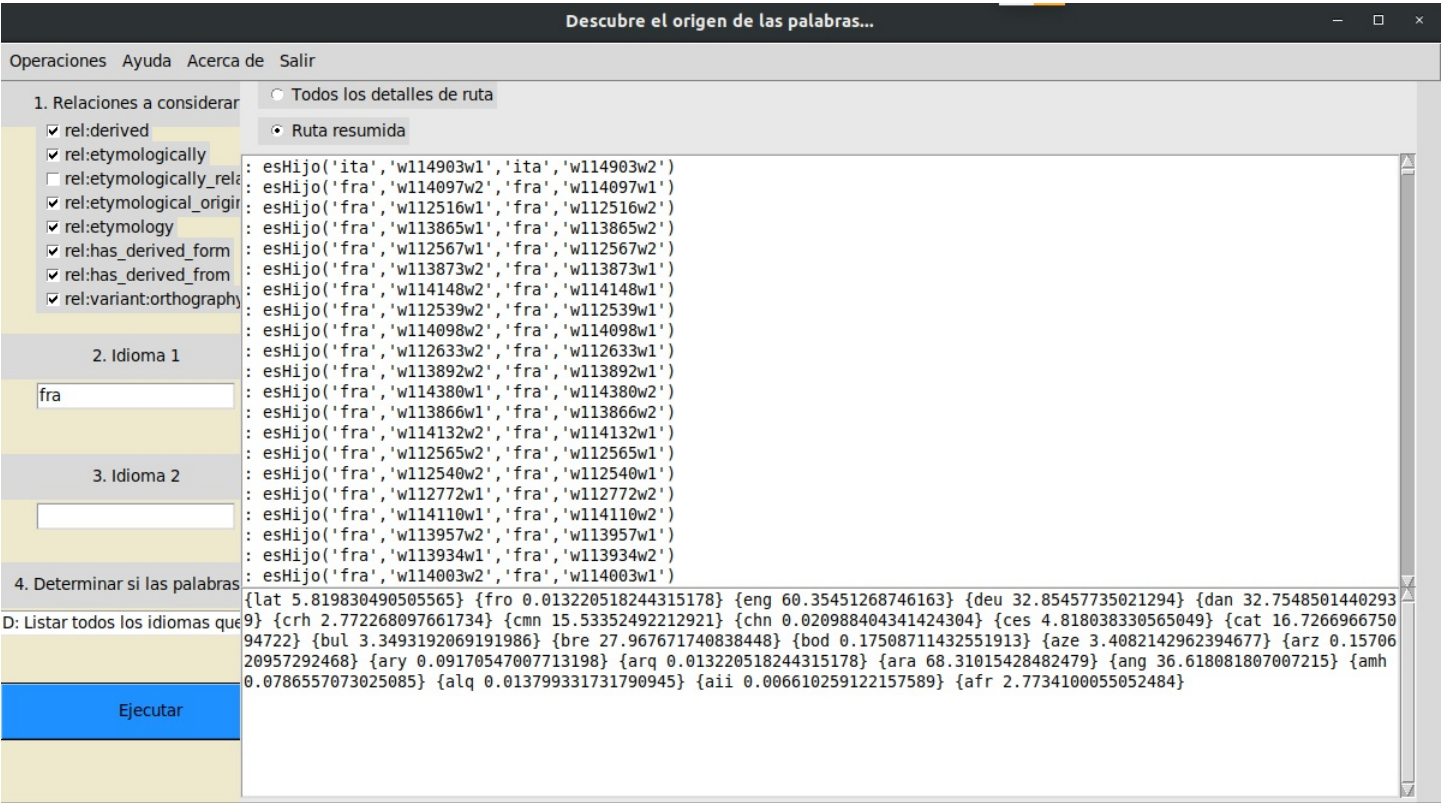 Descubre el origen de las palabras...
Operaciones Ayuda Acerca de Salir
1. Relaciones a considerar
rel:derived
rel:etymologically
rel:etymologically_rela
rel:etymological_origin
rel:etymology
rel:has_derived_form
rel:has_derived_from
rel:variant:orthography
2. Idioma 1
fra
3. Idioma 2
4. Determinar si las palabras
D: Listar todos los idiomas que
Ejecutar
Todos los detalles de ruta
Ruta resumida
: esHijo('ita','w114903w1','ita','w114903w2')
: esHijo('fra','w114097w2','fra','w114097w1')
: esHijo('fra','w112516w1','fra','w112516w2')
: esHijo('fra','w113865w1','fra','w113865w2')
: esHijo('fra','w112567w1','fra','w112567w2')
: esHijo('fra','w113873w2','fra','w113873w1')
: esHijo('fra','w114148w2','fra','w114148w1')
: esHijo('fra','w112539w2','fra','w112539w1')
: esHijo('fra','w114098w2','fra','w114098w1')
: esHijo('fra','w112633w2','fra','w112633w1')
: esHijo('fra','w113892w2','fra','w113892w1')
: esHijo('fra','w114380w1','fra','w114380w2')
: esHijo('fra','w113866w1','fra','w113866w2')
: esHijo('fra','w114132w2','fra','w114132w1')
: esHijo('fra','w112565w2','fra','w112565w1')
: esHijo('fra','w112540w2','fra','w112540w1')
: esHijo('fra','w112772w1','fra','w112772w2')
: esHijo('fra','w114110w1','fra','w114110w2')
: esHijo('fra','w113957w2','fra','w113957w1')
: esHijo('fra','w113934w1','fra','w113934w2')
: esHijo('fra','w114003w2','fra','w114003w1')
{lat 5.819830490505565} {fro 0.013220518244315178} {eng 60.35451268746163} {deu 32.85457735021294} {dan 32.7548501440293
9} {crh 2.772268097661734} {cmn 15.53352492212921} {chn 0.020988404341424304} {ces 4.818038330565049} {cat 16.7266966750
94722} {bul 3.3493192069191986} {bre 27.967671740838448} {bod 0.17508711432551913} {aze 3.4082142962394677} {arz 0.15706
20957292468} {ary 0.09170547007713198} {arq 0.013220518244315178} {ara 68.31015428482479} {ang 36.618081807007215} {amh
0.0786557073025085} {alq 0.013799331731790945} {aii 0.006610259122157589} {afr 2.7734100055052484}